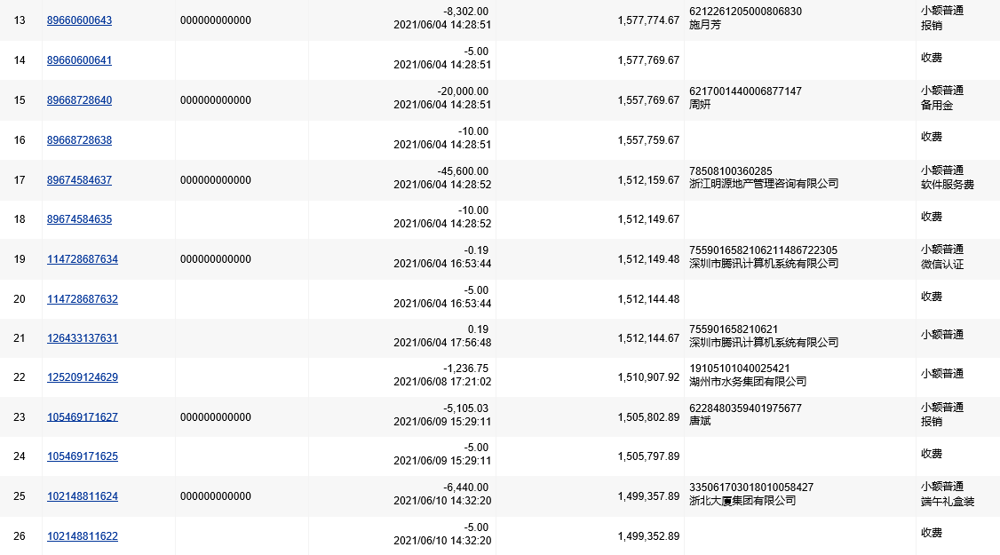 13 89660600643 000000000000 -8,302.00 1,577,774.67 6212261205000806830 小额普通
2021/06/04 14:28:51 施月芳 报销
14 89660600641 -5.00 1,577,769.67 收费
2021/06/04 14:28:51
15 89668728640 000000000000 -20,000.00 1,557,769.67 6217001440006877147 小额普通
2021/06/04 14:28:51 周妍 备用金
16 89668728638 -10.00 1,557,759.67 收费
2021/06/04 14:28:51
17 89674584637 000000000000 -45,600.00 1,512,159.67 78508100360285 小额普通
2021/06/04 14:28:52 浙江明源地产管理咨询有限公司 软件服务费
18 89674584635 -10.00 1,512,149.67 收费
2021/06/04 14:28:52
19 114728687634 000000000000 -0.19 1,512,149.48 7559016582106211486722305 小额普通
2021/06/04 16:53:44 深圳市腾讯计算机系统有限公司 微信认证
20 114728687632 -5.00 1,512,144.48 收费
2021/06/04 16:53:44
21 126433137631 0.19 1,512,144.67 755901658210621 小额普通
2021/06/04 17:56:48 深圳市腾讯计算机系统有限公司
22 125209124629 -1,236.75 1,510,907.92 19105101040025421 小额普通
2021/06/08 17:21:02 湖州市水务集团有限公司
23 105469171627 000000000000 -5,105.03 1,505,802.89 6228480359401975677 小额普通
2021/06/09 15:29:11 唐斌 报销
24 105469171625 -5.00 1,505,797.89 收费
2021/06/09 15:29:11
25 102148811624 000000000000 -6,440.00 1,499,357.89 335061703018010058427 小额普通
2021/06/10 14:32:20 浙北大厦集团有限公司 端午礼盒装
26 102148811622 -5.00 1,499,352.89 收费
2021/06/10 14:32:20